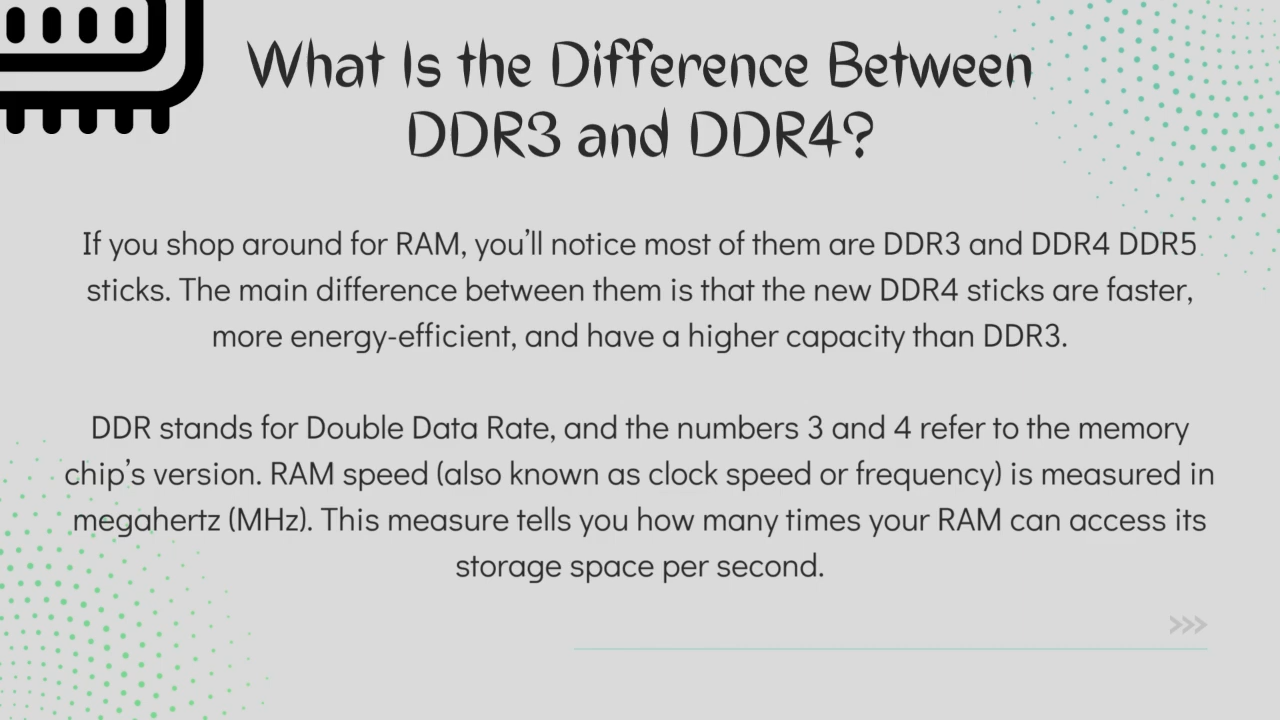 What Is the Difference Between
DDR3 and DDR4?
If you shop around for RAM, you’ll notice most of them are DDR3 and DDR4 DDR5
sticks. The main difference between them is that the new DDR4 sticks are faster,
more energy-efficient, and have a higher capacity than DDR3.
DDR stands for Double Data Rate, and the numbers 3 and 4 refer to the memory
chip’s version. RAM speed (also known as clock speed or frequency) is measured in
megahertz (MHz). This measure tells you how many times your RAM can access its
storage space per second.